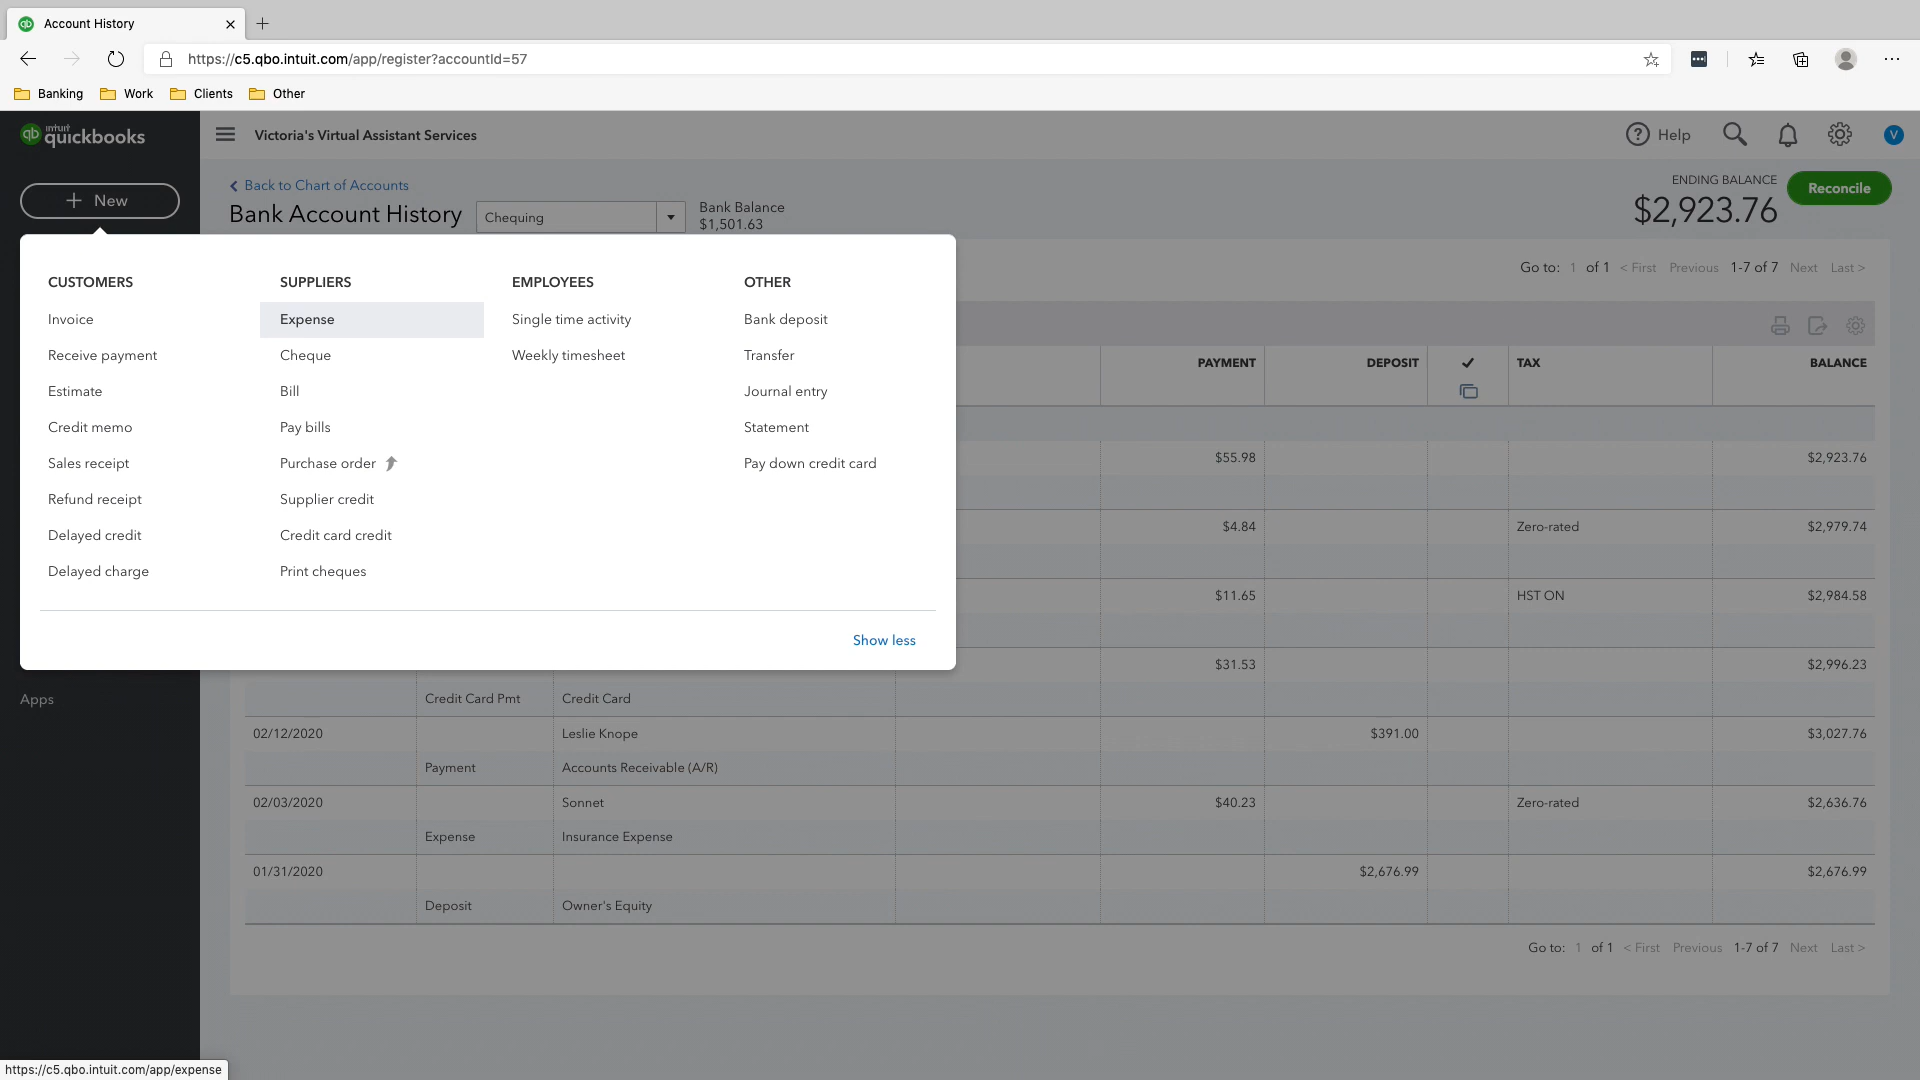 Account History
https://c5.qbo.intuit.com/app/register?accountId=57
Banking Work Clients Other
intuit quickbooks
Victoria's Virtual Assistant Services
Help
V
+ New
Back to Chart of Accounts
Bank Account History
Chequing
Bank Balance
$1,501.63
ENDING BALANCE
$2,923.76
Reconcile
CUSTOMERS
Invoice
Receive payment
Estimate
Credit memo
Sales receipt
Refund receipt
Delayed credit
Delayed charge
SUPPLIERS
Expense
Cheque
Bill
Pay bills
Purchase order
Supplier credit
Credit card credit
Print cheques
EMPLOYEES
Single time activity
Weekly timesheet
OTHER
Bank deposit
Transfer
Journal entry
Statement
Pay down credit card
Show less
Go to: 1 of 1 < First Previous 1-7 of 7 Next Last >
PAYMENT DEPOSIT ✓ TAX BALANCE
$55.98 $2,923.76
$4.84 Zero-rated $2,979.74
$11.65 HST ON $2,984.58
$31.53 $2,996.23
Apps
Credit Card Pmt Credit Card
02/12/2020 Leslie Knope $391.00 $3,027.76
Payment Accounts Receivable (A/R)
02/03/2020 Sonnet $40.23 Zero-rated $2,636.76
Expense Insurance Expense
01/31/2020 $2,676.99 $2,676.99
Deposit Owner's Equity
Go to: 1 of 1 < First Previous 1-7 of 7 Next Last >
https://c5.qbo.intuit.com/app/expense